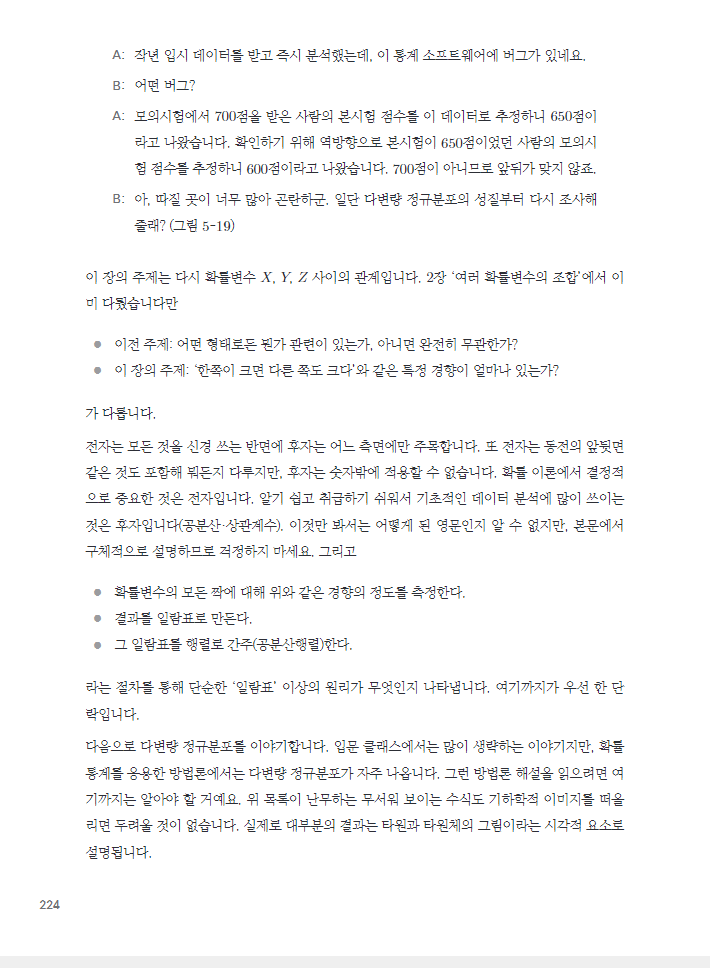 A: 작년 입시 데이터를 받고 즉시 분석했는데, 이 통계 소프트웨어에 버그가 있네요.
B: 어떤 버그?
A: 모의시험에서 700점을 받은 사람의 본시험 점수를 이 데이터로 추정하니 650점이
라고 나왔습니다. 확인하기 위해 역방향으로 본시험이 650점이었던 사람의 모의시
험 점수를 추정하니 600점이라고 나왔습니다. 700점이 아니므로 앞뒤가 맞지 않죠.
B: 아, 따질 곳이 너무 많아 곤란하군. 일단 다변량 정규분포의 성질부터 다시 조사해
줄래? (그림 5-19)
이 장의 주제는 다시 확률변수 X, Y, Z 사이의 관계입니다. 2장 ‘여러 확률변수의 조합’에서 이
미 다뤘습니다만
● 이전 주제: 어떤 형태로든 뭔가 관련이 있는가, 아니면 완전히 무관한가?
● 이 장의 주제: ‘한쪽이 크면 다른 쪽도 크다’와 같은 특정 경향이 얼마나 있는가?
가 다릅니다.
전자는 모든 것을 신경 쓰는 반면에 후자는 어느 측면에만 주목합니다. 또 전자는 동전의 앞뒷면
같은 것도 포함해 뭐든지 다루지만, 후자는 숫자밖에 적용할 수 없습니다. 확률 이론에서 결정적
으로 중요한 것은 전자입니다. 알기 쉽고 취급하기 쉬워서 기초적인 데이터 분석에 많이 쓰이는
것은 후자입니다(공분산·상관계수). 이것만 봐서는 어떻게 된 영문인지 알 수 없지만, 본문에서
구체적으로 설명하므로 걱정하지 마세요. 그리고
● 확률변수의 모든 짝에 대해 위와 같은 경향의 정도를 측정한다.
● 결과를 일람표로 만든다.
● 그 일람표를 행렬로 간주(공분산행렬)한다.
라는 절차를 통해 단순한 ‘일람표’ 이상의 원리가 무엇인지 나타냅니다. 여기까지가 우선 한 단
락입니다.
다음으로 다변량 정규분포를 이야기합니다. 입문 클래스에서는 많이 생략하는 이야기지만, 확률
통계를 응용한 방법론에서는 다변량 정규분포가 자주 나옵니다. 그런 방법론 해설을 읽으려면 여
기까지는 알아야 할 거예요. 위 목록이 난무하는 무서워 보이는 수식도 기하학적 이미지를 떠올
리면 두려울 것이 없습니다. 실제로 대부분의 결과는 타원과 타원체의 그림이라는 시각적 요소로
설명됩니다.
224